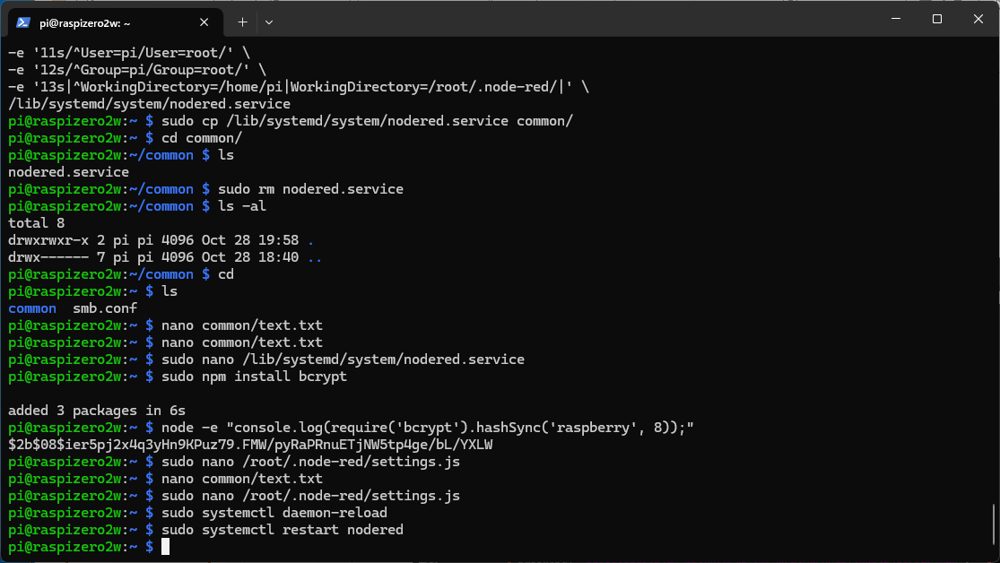 pi@raspizero2w: ~
-e '11s/^User=pi/User=root/' \
-e '12s/^Group=pi/Group=root/' \
-e '13s|^WorkingDirectory=/home/pi|WorkingDirectory=/root/.node-red/|' \
/lib/systemd/system/nodered.service
pi@raspizero2w:~ $ sudo cp /lib/systemd/system/nodered.service common/
pi@raspizero2w:~ $ cd common/
pi@raspizero2w:~/common $ ls
nodered.service
pi@raspizero2w:~/common $ sudo rm nodered.service
pi@raspizero2w:~/common $ ls -al
total 8
drwxrwxr-x 2 pi pi 4096 Oct 28 19:58 .
drwx------ 7 pi pi 4096 Oct 28 18:40 ..
pi@raspizero2w:~/common $ cd
pi@raspizero2w:~ $ ls
common  smb.conf
pi@raspizero2w:~ $ nano common/text.txt
pi@raspizero2w:~ $ nano common/text.txt
pi@raspizero2w:~ $ sudo nano /lib/systemd/system/nodered.service
pi@raspizero2w:~ $ sudo npm install bcrypt
added 3 packages in 6s
pi@raspizero2w:~ $ node -e "console.log(require('bcrypt').hashSync('raspberry', 8));"
$2b$08$ier5pj2x4q3yHn9KPuz79.FMW/pyRaPRnuETjNW5tp4ge/bL/YXLW
pi@raspizero2w:~ $ sudo nano /root/.node-red/settings.js
pi@raspizero2w:~ $ nano common/text.txt
pi@raspizero2w:~ $ sudo nano /root/.node-red/settings.js
pi@raspizero2w:~ $ sudo systemctl daemon-reload
pi@raspizero2w:~ $ sudo systemctl restart nodered
pi@raspizero2w:~ $